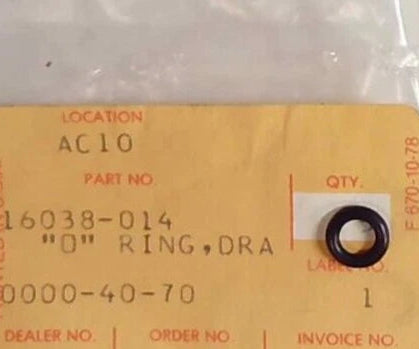 LOCATION
AC10
PART NO.
QTY.
16038-014
"O" RING,DRA
LABEL NO.
0000-40-70
1
DEALER NO.
ORDER NO.
INVOICE NO.
F-670-10-78